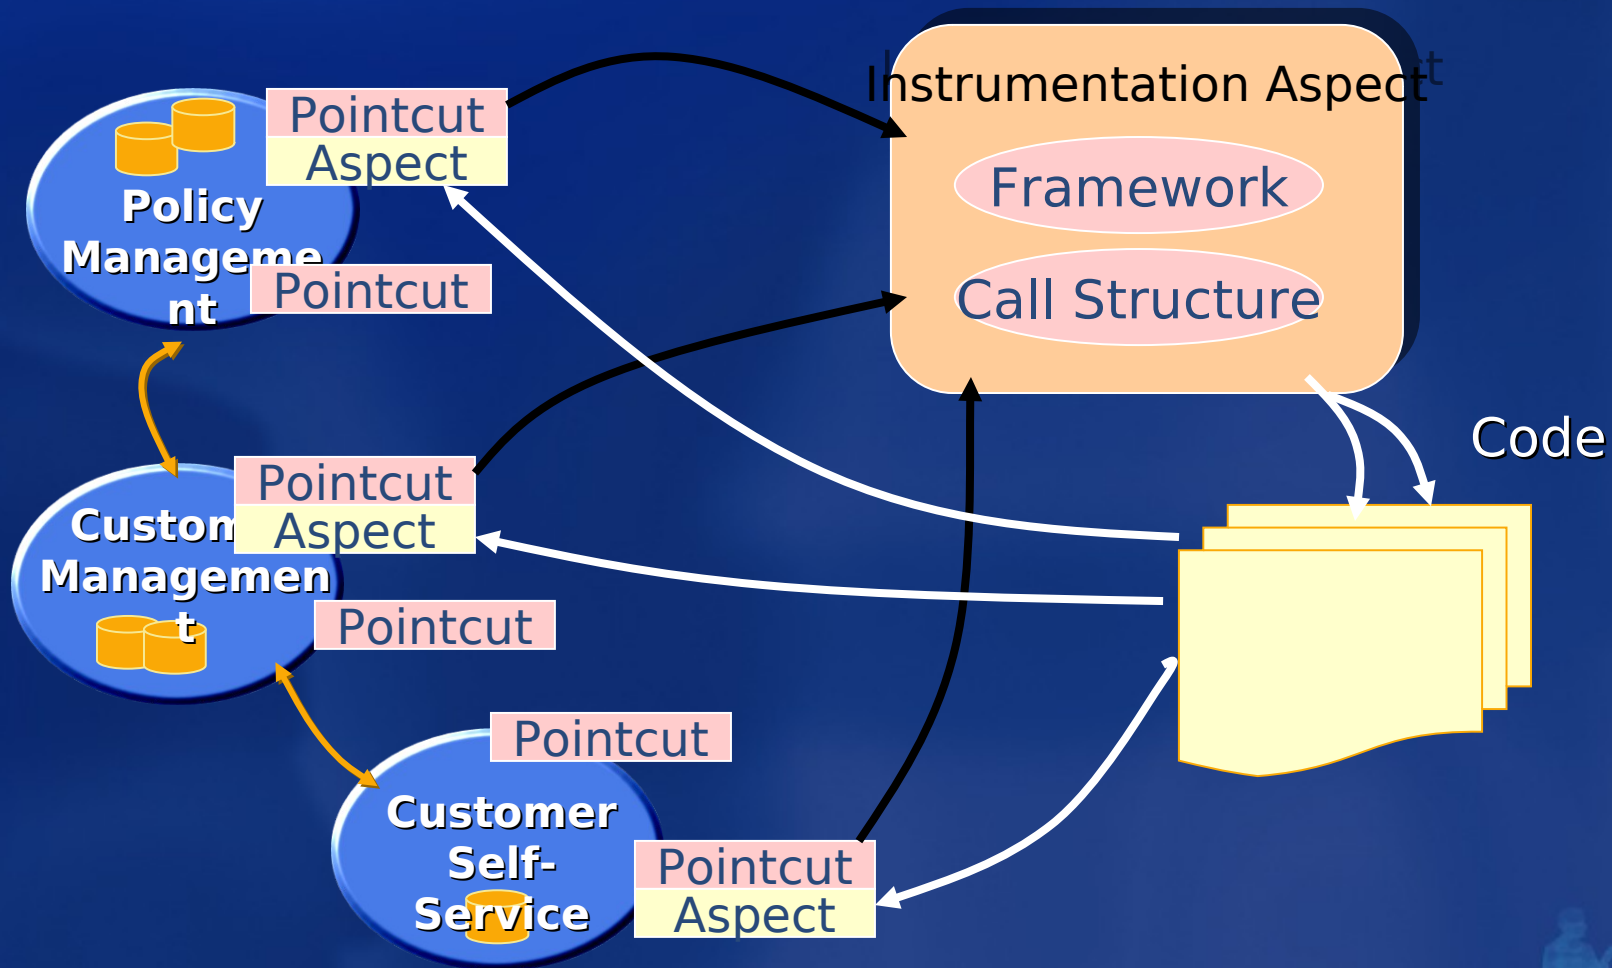 Instrumentation Aspect
Framework
Call Structure
Pointcut
Aspect
Policy
Manageme
nt
Pointcut
Code
Pointcut
Aspect
Custom
Managemen
t
Pointcut
Pointcut
Customer
Self-
Service
Pointcut
Aspect